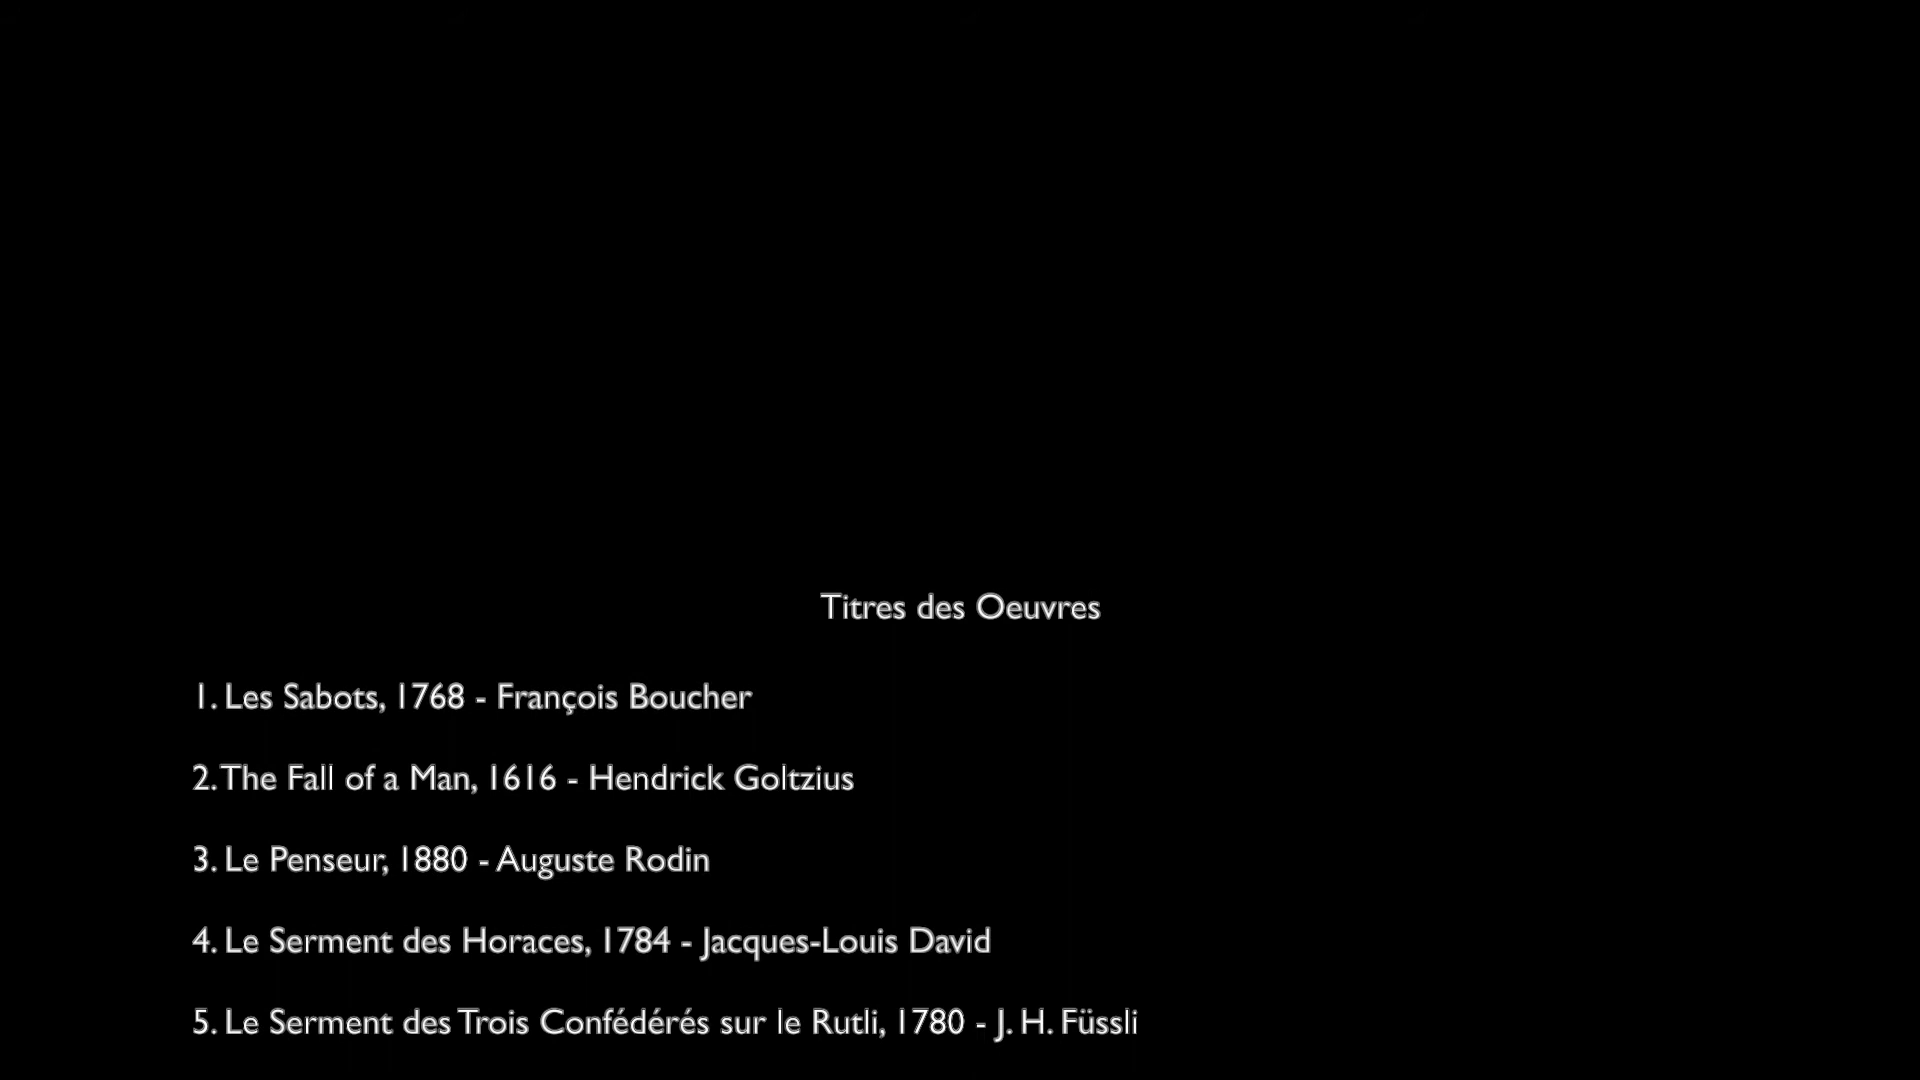 Titres des Oeuvres
1. Les Sabots, 1768 - François Boucher
2. The Fall of a Man, 1616 - Hendrick Goltzius
3. Le Penseur, 1880 - Auguste Rodin
4. Le Serment des Horaces, 1784 - Jacques-Louis David
5. Le Serment des Trois Confédérés sur le Rutli, 1780 - J. H. Füssli